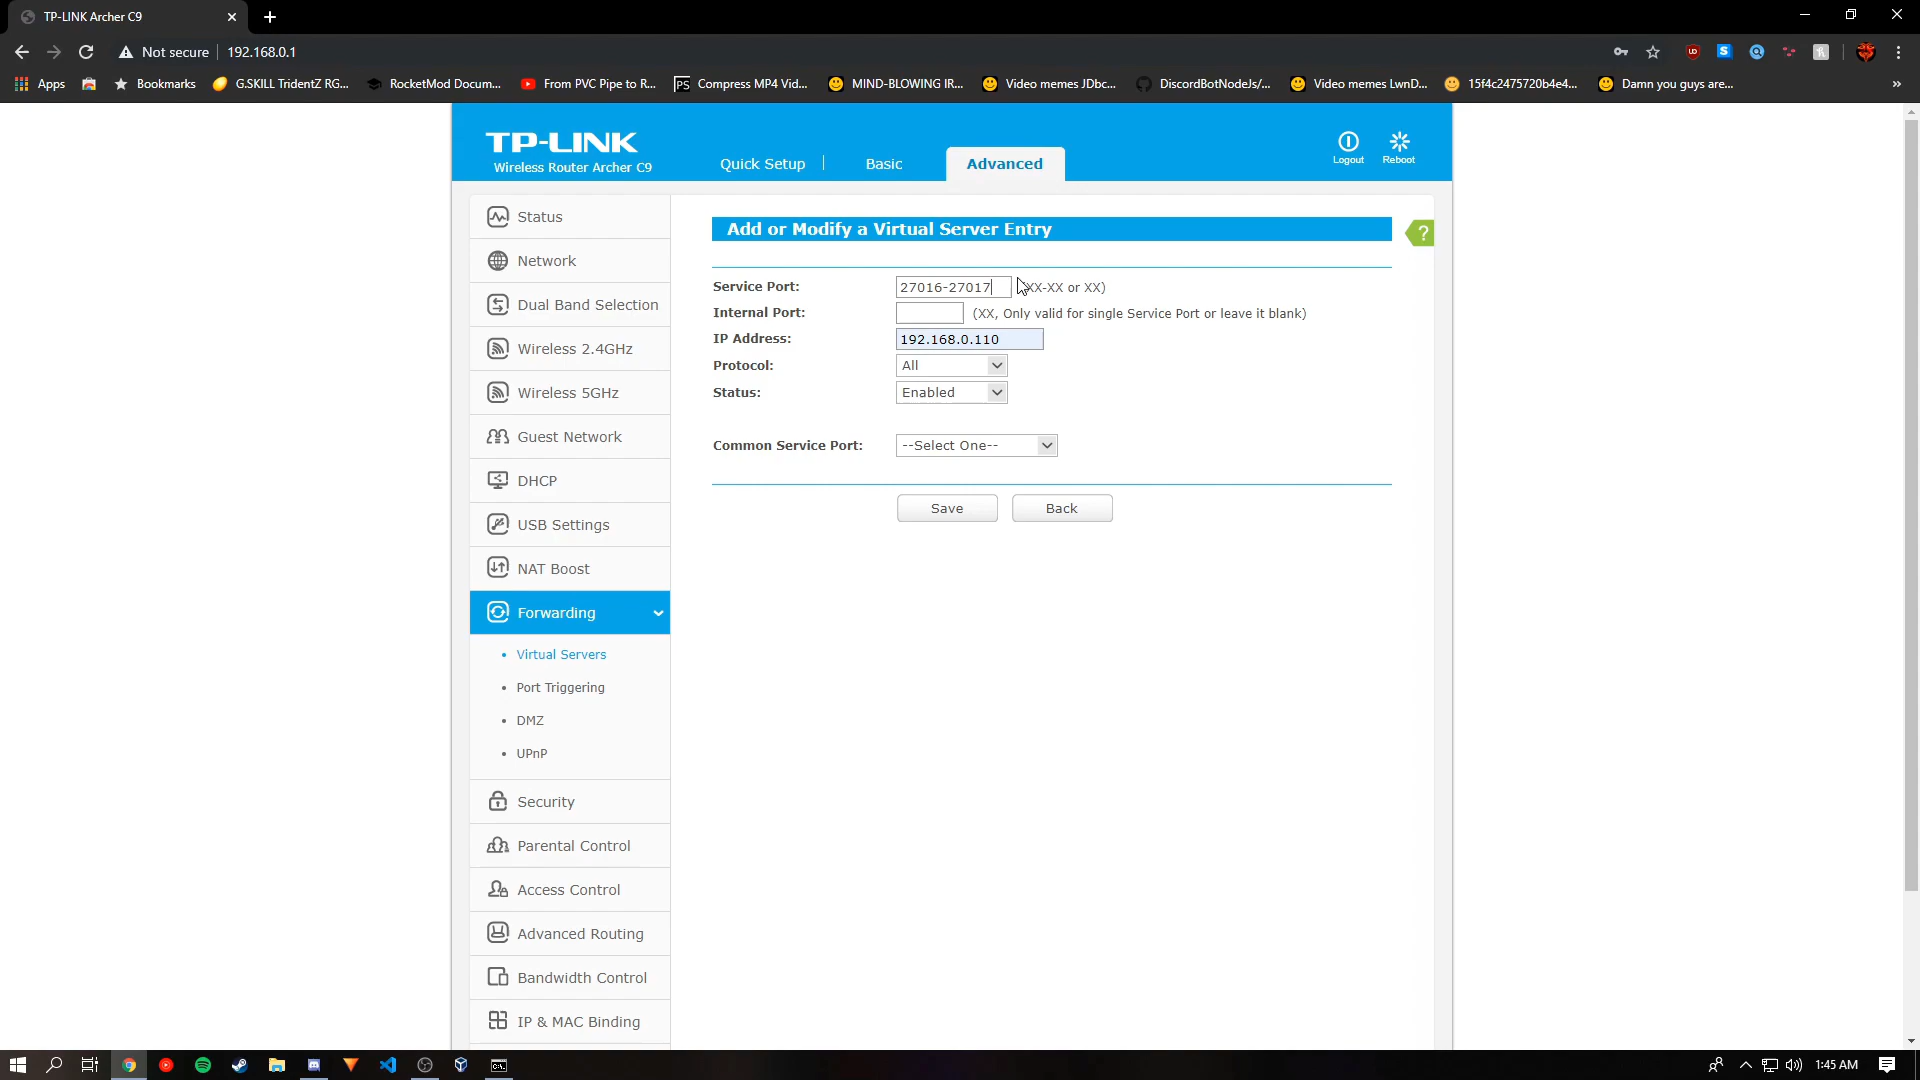 TP-LINK Archer C9
Not secure
192.168.0.1
Apps
Bookmarks
G.SKILL TridentZ RG...
RocketMod Docum...
From PVC Pipe to R...
PS
Compress MP4 Vid...
MIND-BLOWING IR...
Video memes JDbc...
DiscordBotNodeJs/...
Video memes LwnD...
15f4c2475720b4e4...
Damn you guys are...
»
TP-LINK
Wireless Router Archer C9
Quick Setup
Basic
Advanced
Logout
Reboot
Status
Network
Dual Band Selection
Wireless 2.4GHz
Wireless 5GHz
Guest Network
DHCP
USB Settings
NAT Boost
Forwarding
• Virtual Servers
• Port Triggering
• DMZ
• UPnP
Security
Parental Control
Access Control
Advanced Routing
Bandwidth Control
IP & MAC Binding
Add or Modify a Virtual Server Entry
?
Service Port: 27016-27017 XX-XX or XX)
Internal Port: (XX, Only valid for single Service Port or leave it blank)
IP Address: 192.168.0.110
Protocol: All
Status: Enabled
Common Service Port: --Select One--
Save Back
1:45 AM